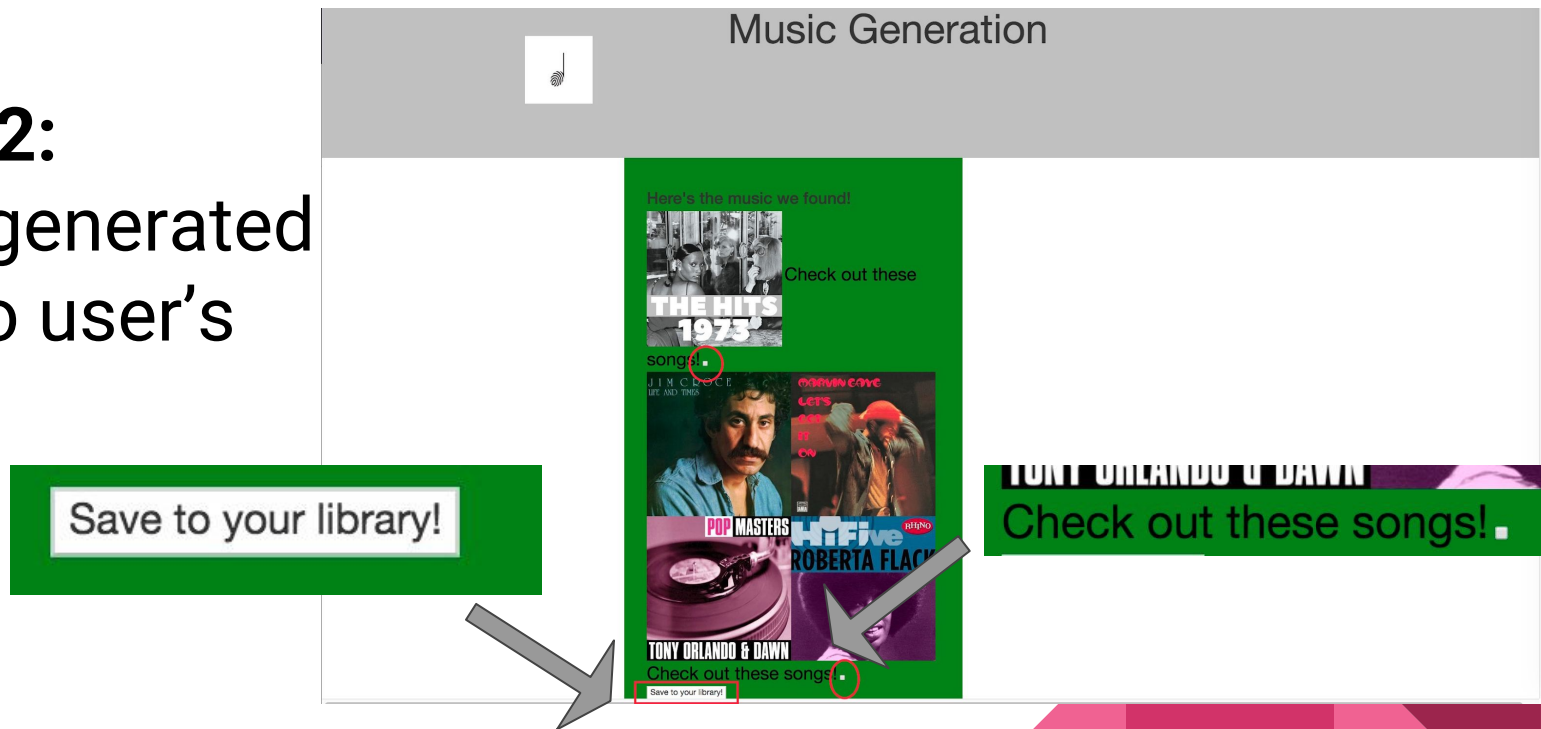 Music Generation
2:
generated
o user's
Here's the music we found!
THE HITS
1973
Check out these
songs!
JIM CROCE
LIFE AND TIMES
MARVIN GAYE
LET'S
GET
IT
ON
POP MASTERS
HiFive
RHINO
ROBERTA FLACK
TONY ORLANDO & DAWN
Check out these songs!
Save to your library!
Save to your library!
TONY ORLANDO & DAWN
Check out these songs!